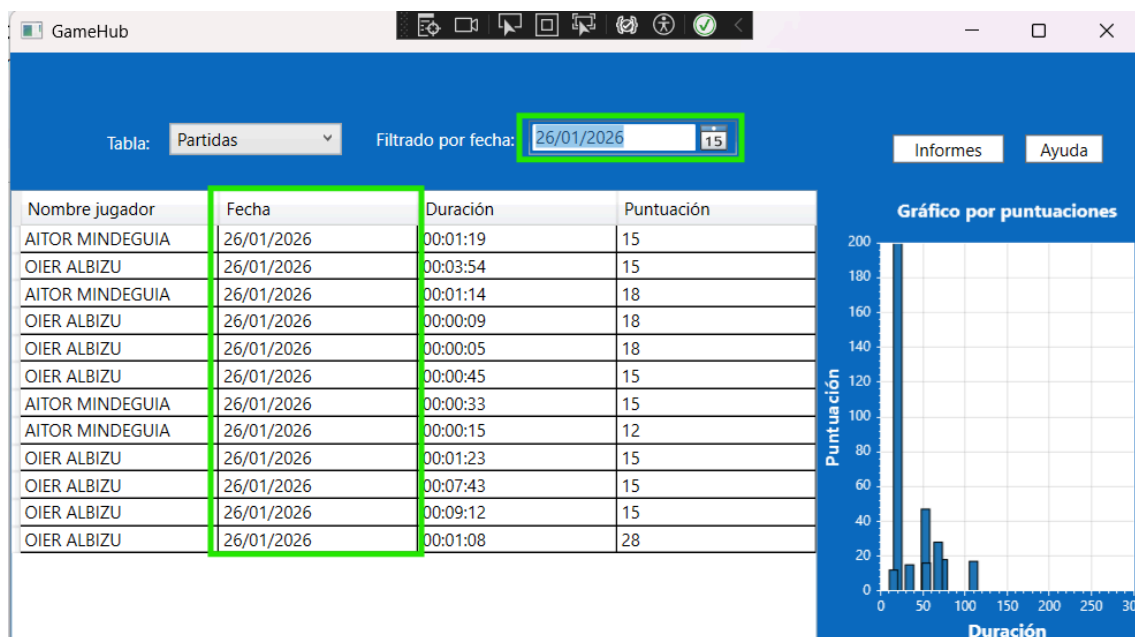 GameHub
Tabla: Partidas Filtrado por fecha: 26/01/2026 15
Informes Ayuda
Nombre jugador Fecha Duración Puntuación
AITOR MINDEGUIA 26/01/2026 00:01:19 15
OIER ALBIZU 26/01/2026 00:03:54 15
AITOR MINDEGUIA 26/01/2026 00:01:14 18
OIER ALBIZU 26/01/2026 00:00:09 18
OIER ALBIZU 26/01/2026 00:00:05 18
OIER ALBIZU 26/01/2026 00:00:45 15
AITOR MINDEGUIA 26/01/2026 00:00:33 15
AITOR MINDEGUIA 26/01/2026 00:00:15 12
OIER ALBIZU 26/01/2026 00:01:23 15
OIER ALBIZU 26/01/2026 00:07:43 15
OIER ALBIZU 26/01/2026 00:09:12 15
OIER ALBIZU 26/01/2026 00:01:08 28
Gráfico por puntuaciones
200
180
160
140
120
100
80
60
40
20
0
Puntuación
0 50 100 150 200 250
Duración